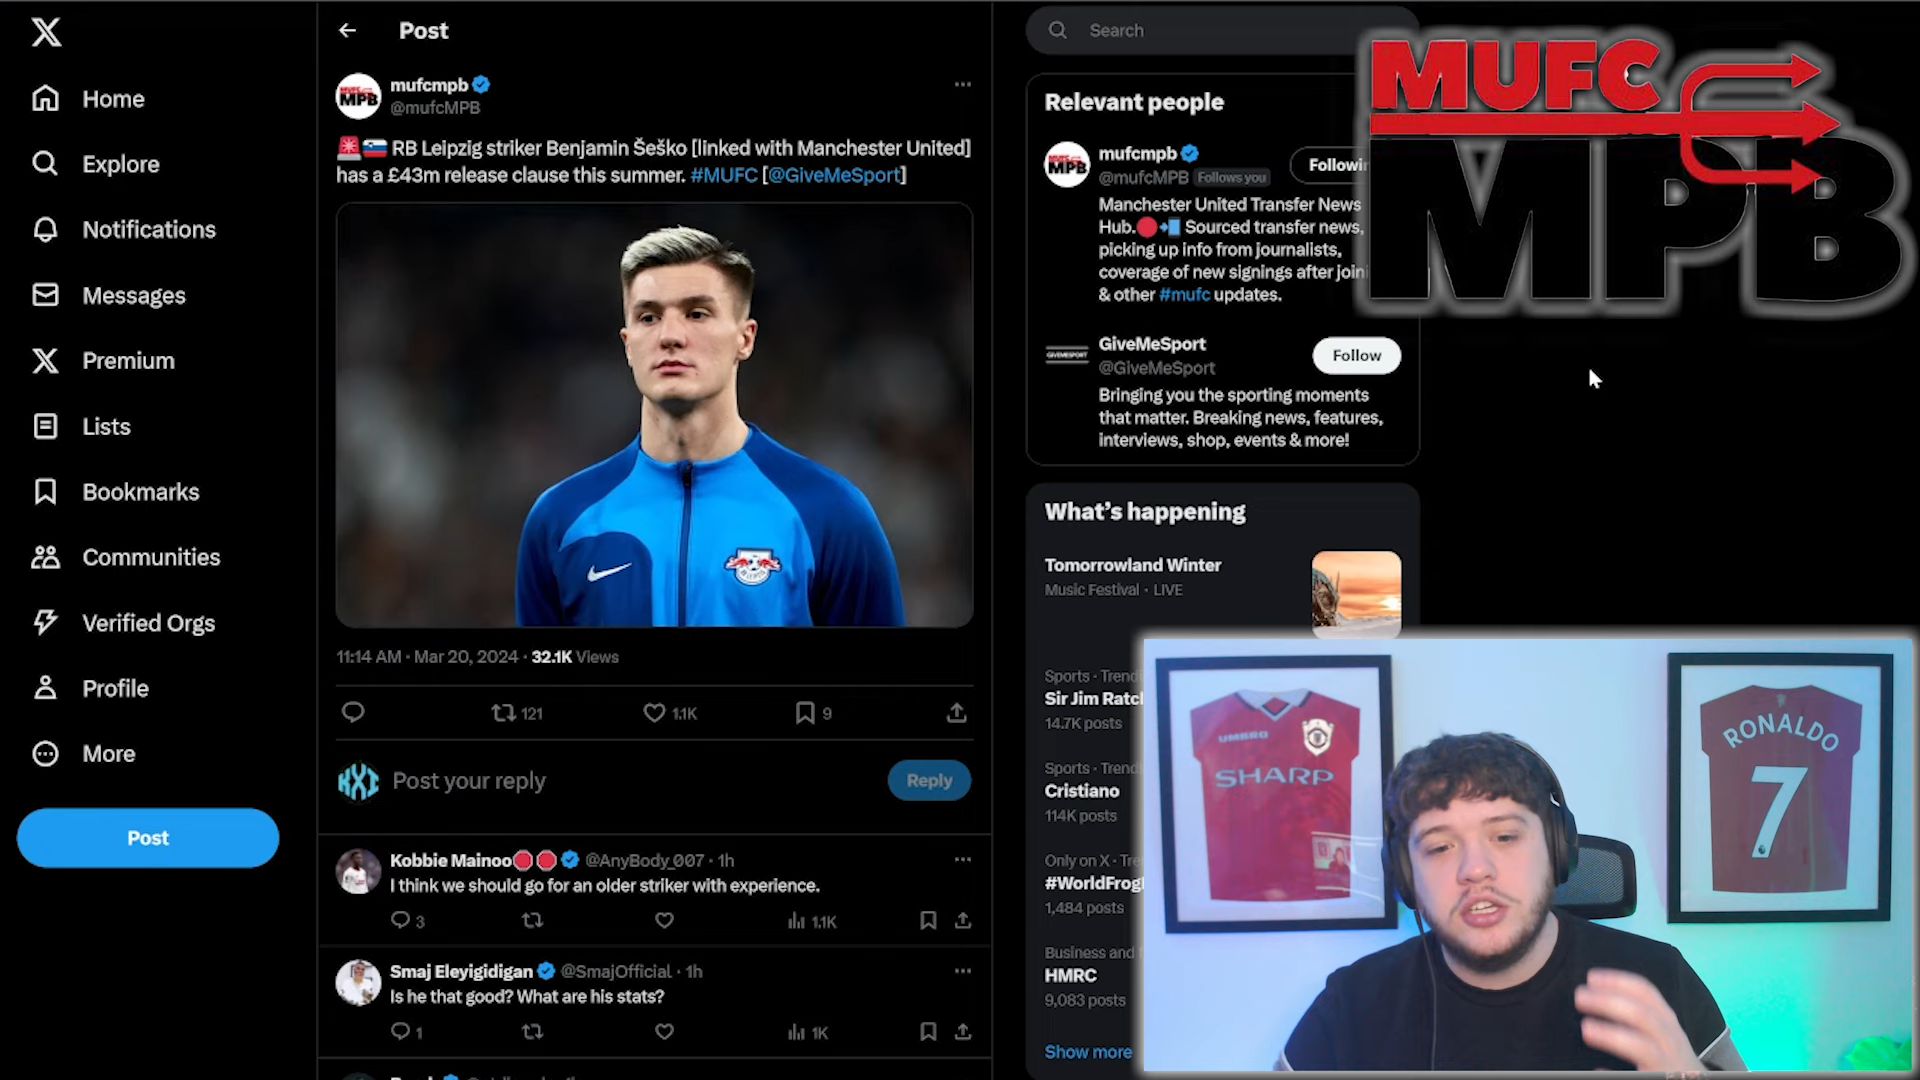 Home
Explore
Notifications
Messages
Premium
Lists
Bookmarks
Communities
Verified Orgs
Profile
More
Post
Post
mufcmpb
@mufcMPB
RB Leipzig striker Benjamin Šeško [linked with Manchester United]
has a £43m release clause this summer. #MUFC [@GiveMeSport]
11:14 AM · Mar 20, 2024 · 32.1K Views
121
1.1K
9
Post your reply
Reply
Kobbie Mainoo @AnyBody_007 · 1h
I think we should go for an older striker with experience.
3
1.1K
Smaj Eleyigidigan @SmajOfficial · 1h
Is he that good? What are his stats?
1
1K
Search
Relevant people
mufcmpb
@mufcMPB Follows you
Followin
Manchester United Transfer News
Hub. Sourced transfer news,
picking up info from journalists,
coverage of new signings after join
& other #mufc updates.
GiveMeSport
@GiveMeSport
Follow
Bringing you the sporting moments
that matter. Breaking news, features,
interviews, shop, events & more!
What's happening
Tomorrowland Winter
Music Festival · LIVE
Sports · Trend
Sir Jim Ratc
14.7K posts
Sports · Trend
Cristiano
114K posts
Only on X · Tre
#WorldFrog
1,484 posts
Business and
HMRC
9,083 posts
Show more
MUFC
MPB
UMBRO
SHARP
RONALDO
7